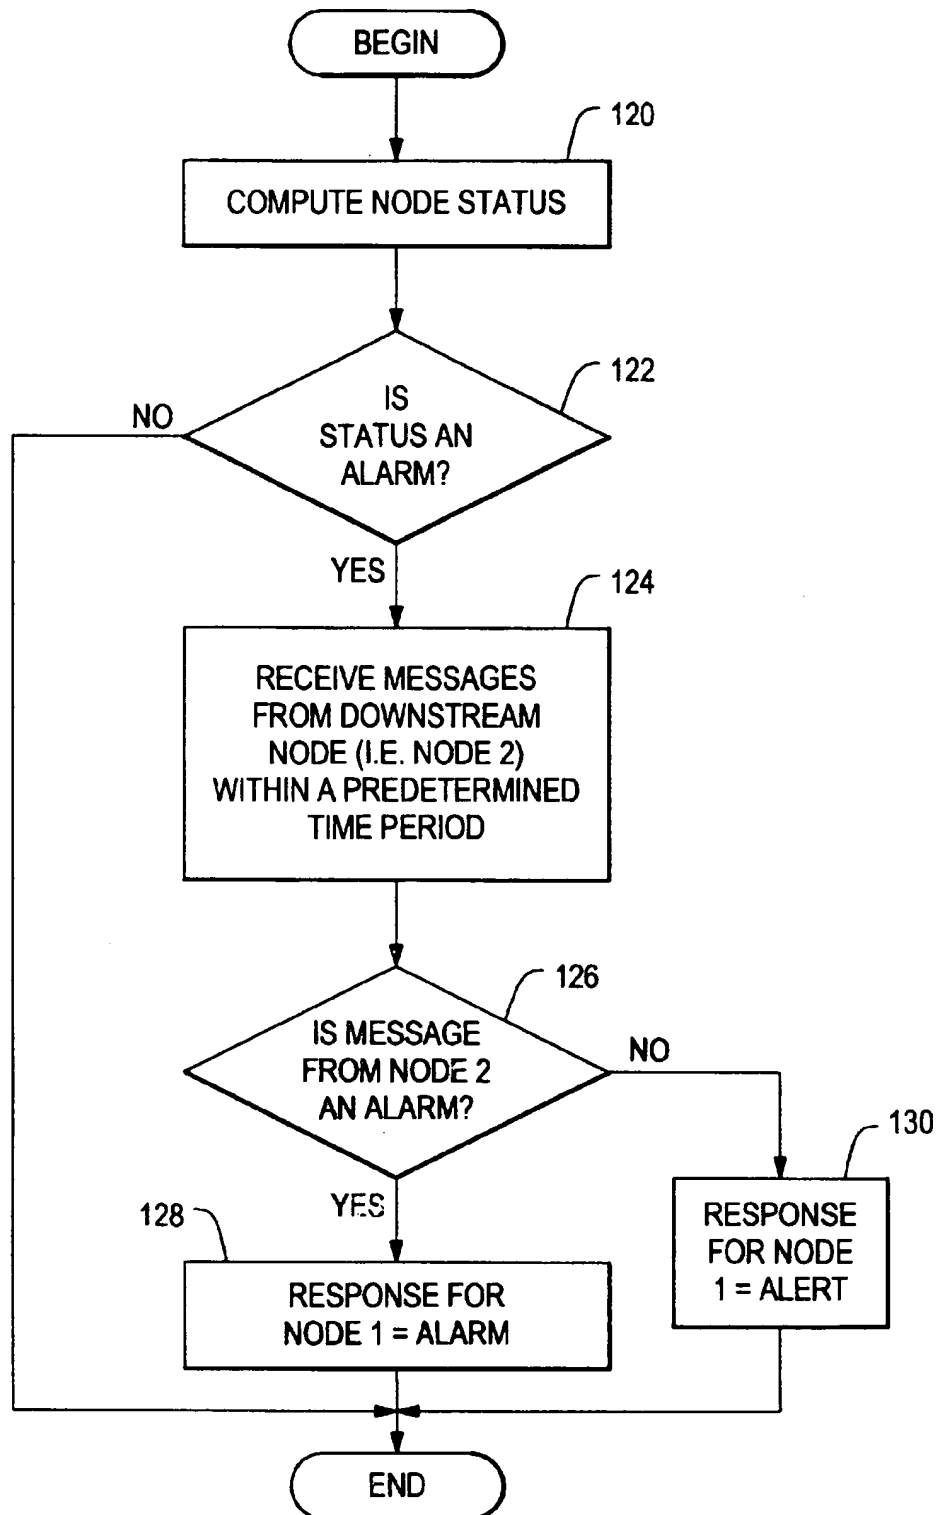 BEGIN
120
COMPUTE NODE STATUS
122
IS
STATUS AN
ALARM?
NO
YES
124
RECEIVE MESSAGES
FROM DOWNSTREAM
NODE (I.E. NODE 2)
WITHIN A PREDETERMINED
TIME PERIOD
126
IS MESSAGE
FROM NODE 2
AN ALARM?
NO
YES
130
RESPONSE
FOR NODE
1 = ALERT
128
RESPONSE FOR
NODE 1 = ALARM
END